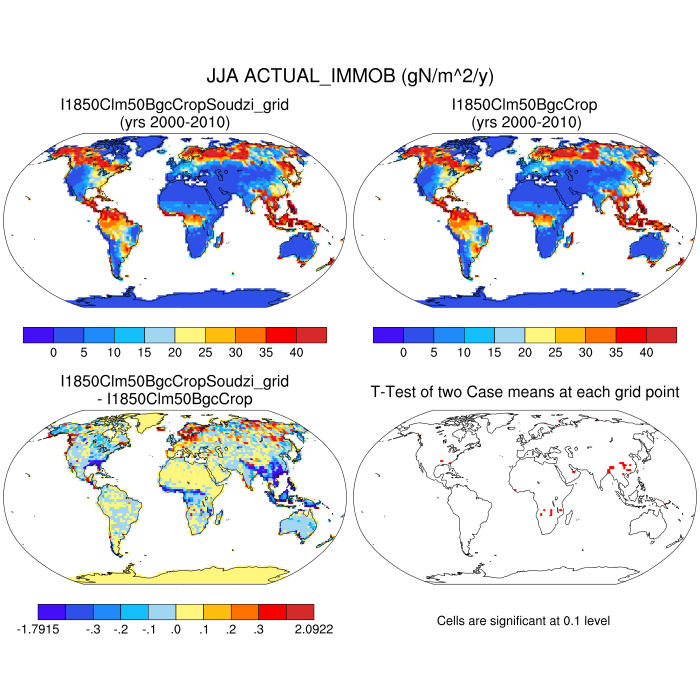 JJA ACTUAL_IMMOB (gN/m^2/y)
I1850Clm50BgcCropSoudzi_grid
(yrs 2000-2010)
I1850Clm50BgcCrop
(yrs 2000-2010)
0 5 10 15 20 25 30 35 40
0 5 10 15 20 25 30 35 40
I1850Clm50BgcCropSoudzi_grid
- I1850Clm50BgcCrop
T-Test of two Case means at each grid point
-1.7915 -.3 -.2 -.1 .0 .1 .2 .3 2.0922
Cells are significant at 0.1 level